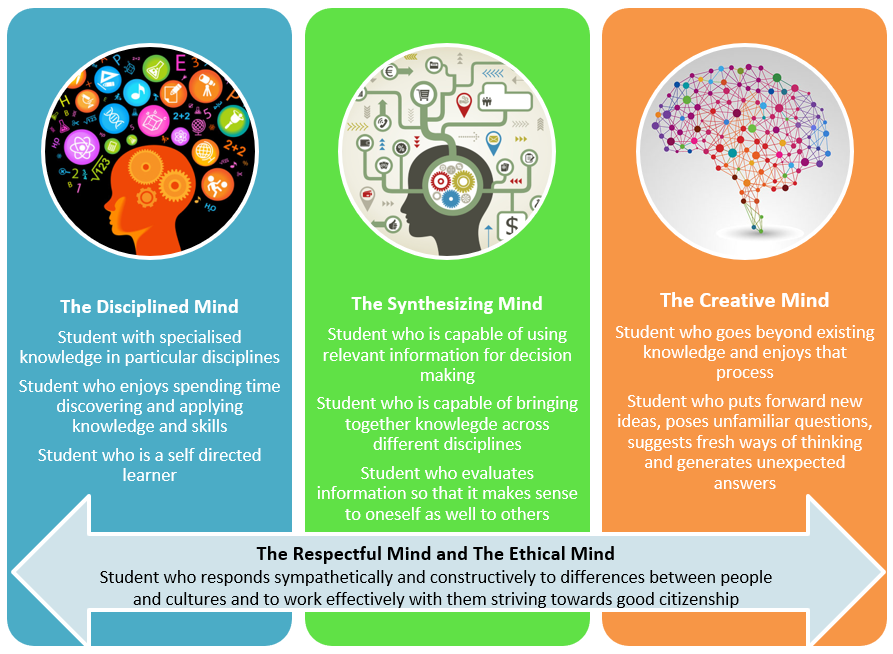 The Disciplined Mind
Student with specialised
knowledge in particular disciplines
Student who enjoys spending time
discovering and applying
knowledge and skills
Student who is a self directed
learner
The Synthesizing Mind
Student who is capable of using
relevant information for decision
making
Student who is capable of bringing
together knowlegde across
different disciplines
Student who evaluates
information so that it makes sense
to oneself as well to others
The Creative Mind
Student who goes beyond existing
knowledge and enjoys that
process
Student who puts forward new
ideas, poses unfamiliar questions,
suggests fresh ways of thinking
and generates unexpected
answers
The Respectful Mind and The Ethical Mind
Student who responds sympathetically and constructively to differences between people
and cultures and to work effectively with them striving towards good citizenship